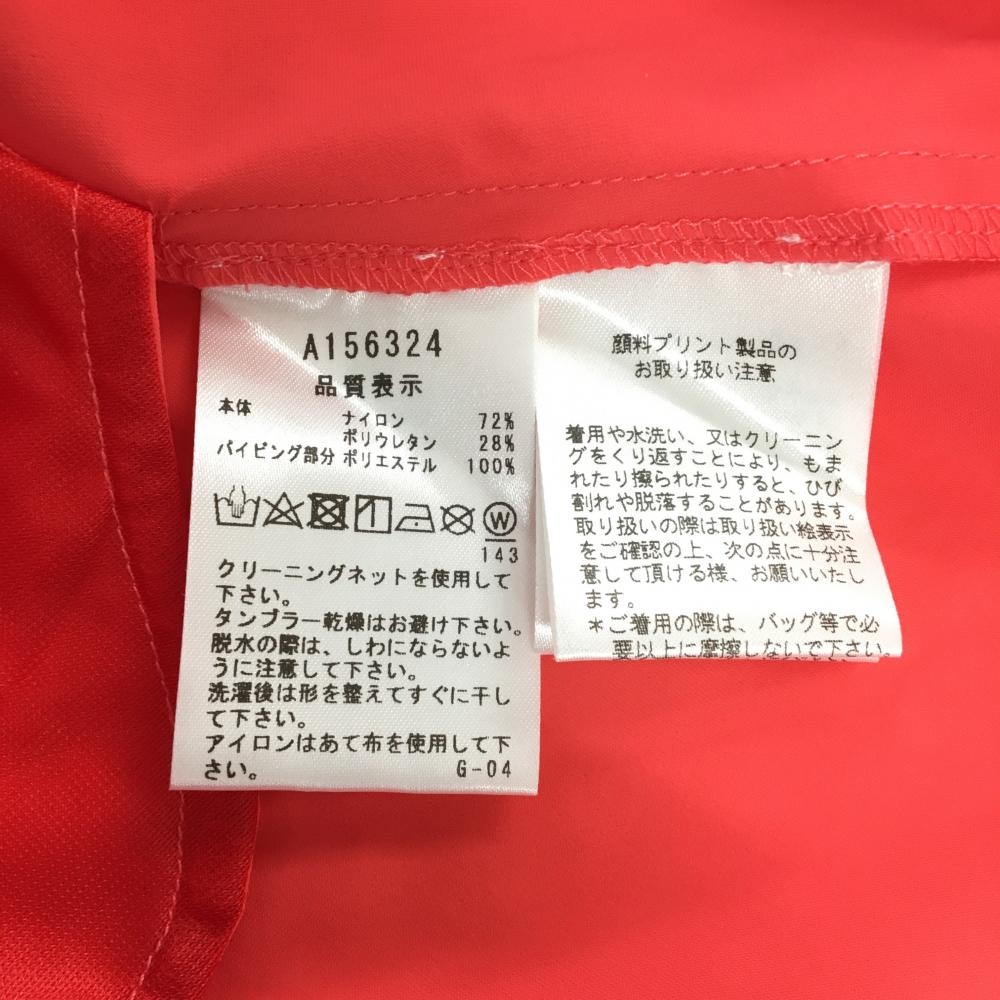 A156324
品質表示
本体 ナイロン 72%
ポリウレタン 28%
パイピング部分 ポリエステル 100%
W
143
クリーニングネットを使用して
下さい。
タンブラー乾燥はお避け下さい。
脱水の際は、しわにならないよ
うに注意して下さい。
洗濯後は形を整えてすぐに干し
て下さい。
アイロンはあて布を使用して下
さい。 G-04
顔料プリント製品の
お取り扱い注意
着用や水洗い、又はクリーニン
グをくり返すことにより、もま
れたり擦られたりすると、ひび
割れや脱落することがあります。
取り扱いの際は取り扱い絵表示
をご確認の上、次の点に十分注
意して頂ける様、お願いいたし
ます。
*ご着用の際は、バッグ等で必
要以上に摩擦しないで下さい。